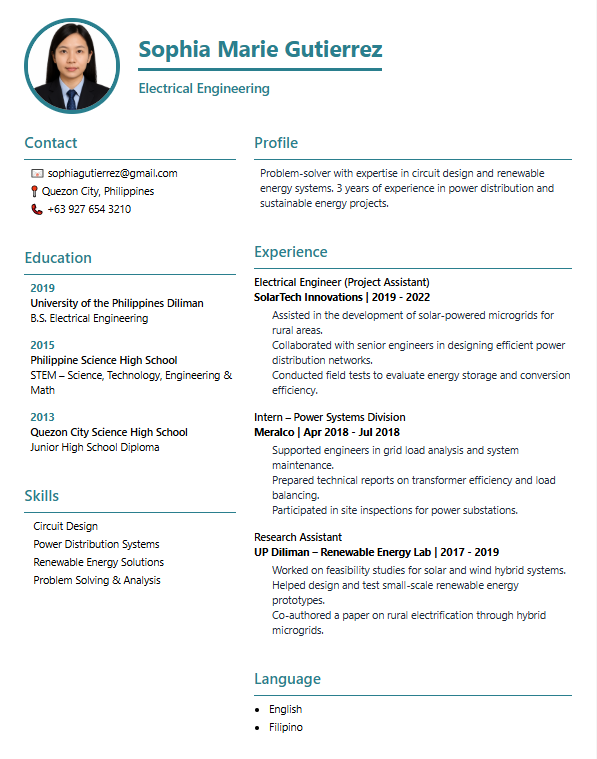 Sophia Marie Gutierrez
Electrical Engineering
Contact
sophiagutierrez@gmail.com
Quezon City, Philippines
+63 927 654 3210
Education
2019
University of the Philippines Diliman
B.S. Electrical Engineering
2015
Philippine Science High School
STEM – Science, Technology, Engineering &
Math
2013
Quezon City Science High School
Junior High School Diploma
Skills
Circuit Design
Power Distribution Systems
Renewable Energy Solutions
Problem Solving & Analysis
Profile
Problem-solver with expertise in circuit design and renewable
energy systems. 3 years of experience in power distribution and
sustainable energy projects.
Experience
Electrical Engineer (Project Assistant)
SolarTech Innovations | 2019 - 2022
Assisted in the development of solar-powered microgrids for
rural areas.
Collaborated with senior engineers in designing efficient power
distribution networks.
Conducted field tests to evaluate energy storage and conversion
efficiency.
Intern – Power Systems Division
Meralco | Apr 2018 - Jul 2018
Supported engineers in grid load analysis and system
maintenance.
Prepared technical reports on transformer efficiency and load
balancing.
Participated in site inspections for power substations.
Research Assistant
UP Diliman – Renewable Energy Lab | 2017 - 2019
Worked on feasibility studies for solar and wind hybrid systems.
Helped design and test small-scale renewable energy
prototypes.
Co-authored a paper on rural electrification through hybrid
microgrids.
Language
• English
• Filipino